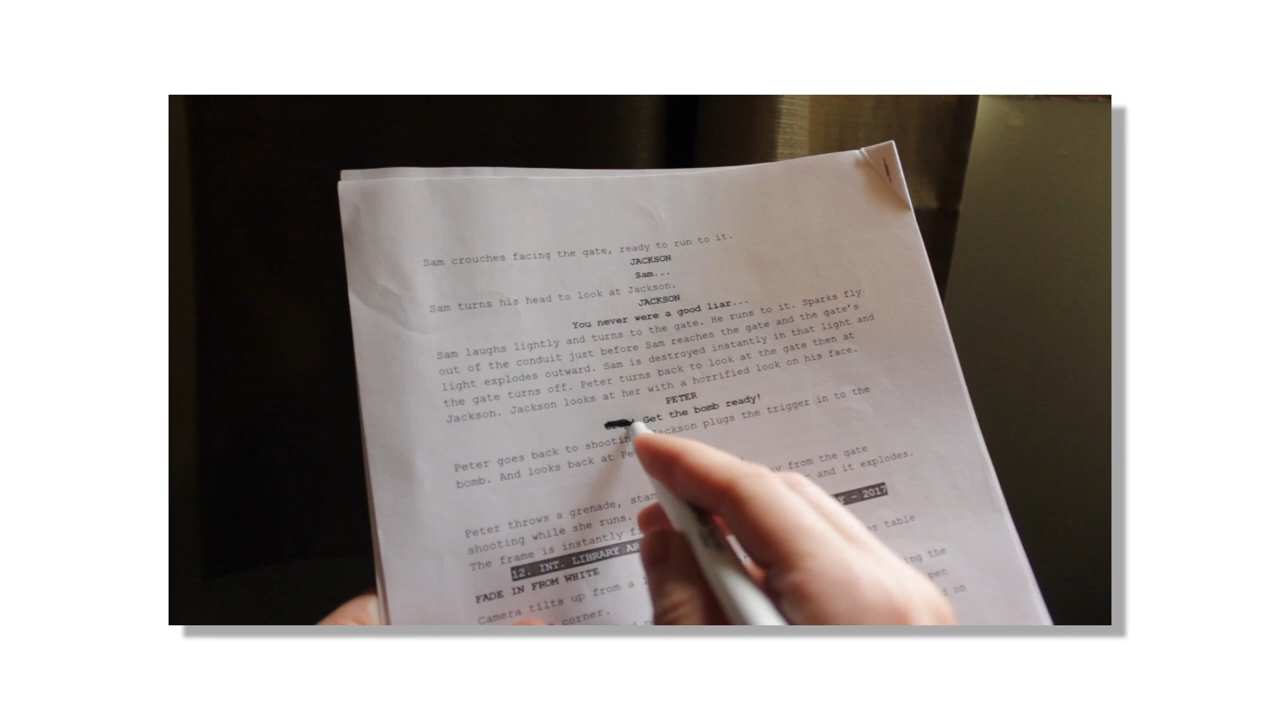 Sam crouches facing the gate, ready to run to it.
JACKSON
Sam...
Sam turns his head to look at Jackson.
JACKSON
You never were a good liar...
Sam laughs lightly and turns to the gate. He runs to it. Sparks fly
out of the conduit just before Sam reaches the gate and the gate's
light explodes outward. Sam is destroyed instantly in that light and
the gate turns off. Peter turns back to look at the gate then at
Jackson. Jackson looks at her with a horrified look on his face.
PETER
Get the bomb ready!
Peter goes back to shooting Jackson plugs the trigger in to the
bomb. And looks back at
from the gate
Peter throws a grenade, and it explodes.
shooting while she runs.
The frame is instantly
12. INT. LIBRARY - 2017
FADE IN FROM WHITE
table
Camera tilts up from a the
corner.
on